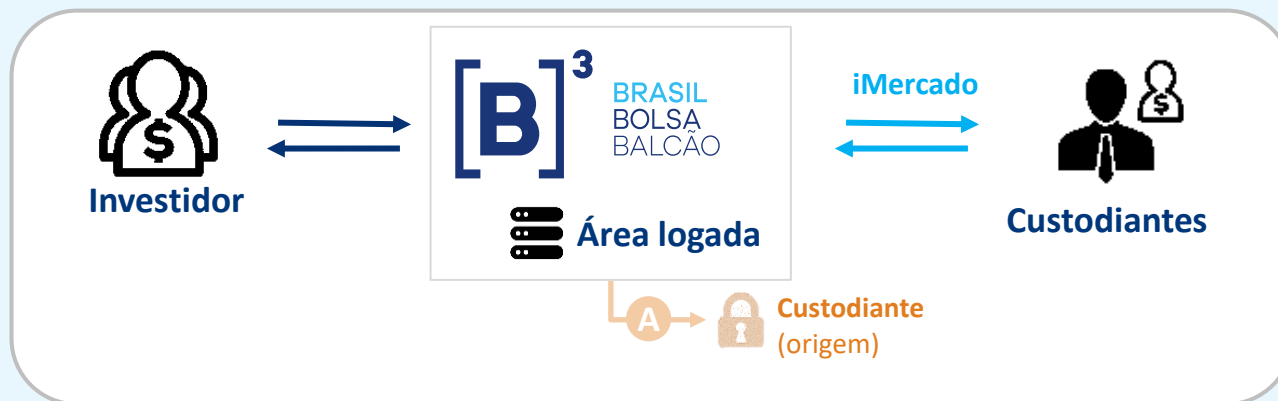 Investidor
[B]³
BRASIL
BOLSA
BALCÃO
Área logada
iMercado
Custodiantes
A
Custodiante
(origem)